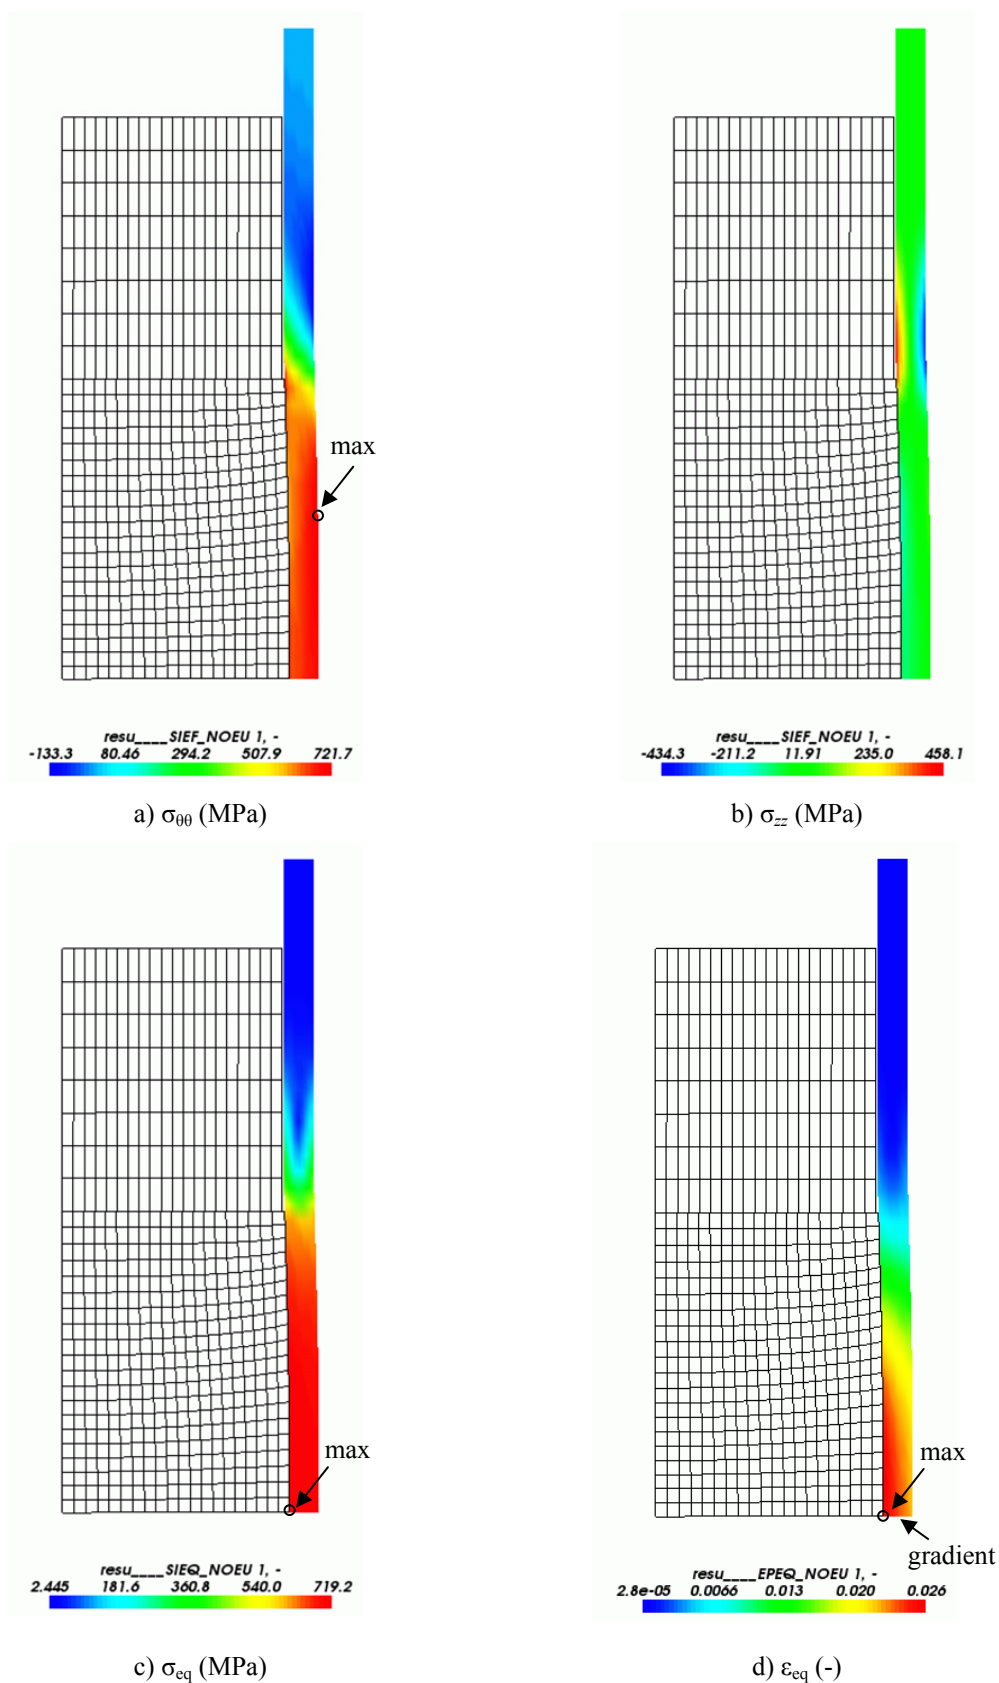 max
resu____SIEF_NOEU 1, -
-133.3 80.46 294.2 507.9 721.7
a) σθθ (MPa)
resu____SIEF_NOEU 1, -
-434.3 -211.2 11.91 235.0 458.1
b) σzz (MPa)
max
resu____SIEQ_NOEU 1, -
2.445 181.6 360.8 540.0 719.2
c) σeq (MPa)
max
gradient
resu____EPEQ_NOEU 1, -
2.8e-05 0.0066 0.013 0.020 0.026
d) εeq (-)